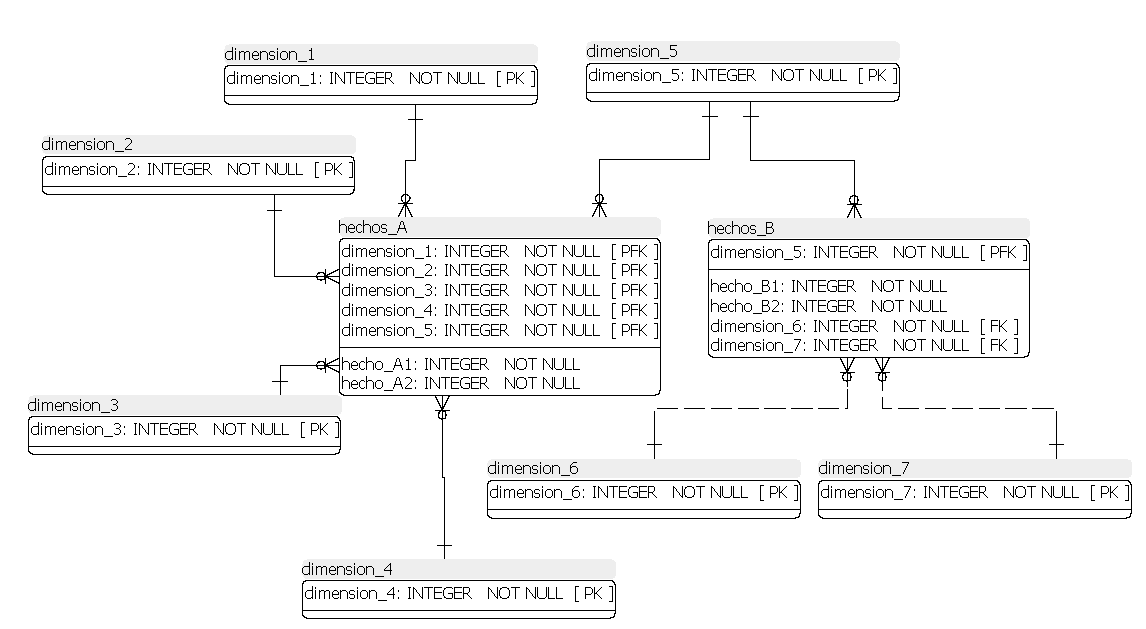 dimension_1
dimension_1: INTEGER NOT NULL [ PK ]
dimension_5
dimension_5: INTEGER NOT NULL [ PK ]
dimension_2
dimension_2: INTEGER NOT NULL [ PK ]
hechos_A
dimension_1: INTEGER NOT NULL [ PFK ]
dimension_2: INTEGER NOT NULL [ PFK ]
dimension_3: INTEGER NOT NULL [ PFK ]
dimension_4: INTEGER NOT NULL [ PFK ]
dimension_5: INTEGER NOT NULL [ PFK ]
hecho_A1: INTEGER NOT NULL
hecho_A2: INTEGER NOT NULL
hechos_B
dimension_5: INTEGER NOT NULL [ PFK ]
hecho_B1: INTEGER NOT NULL
hecho_B2: INTEGER NOT NULL
dimension_6: INTEGER NOT NULL [ FK ]
dimension_7: INTEGER NOT NULL [ FK ]
dimension_3
dimension_3: INTEGER NOT NULL [ PK ]
dimension_6
dimension_6: INTEGER NOT NULL [ PK ]
dimension_7
dimension_7: INTEGER NOT NULL [ PK ]
dimension_4
dimension_4: INTEGER NOT NULL [ PK ]